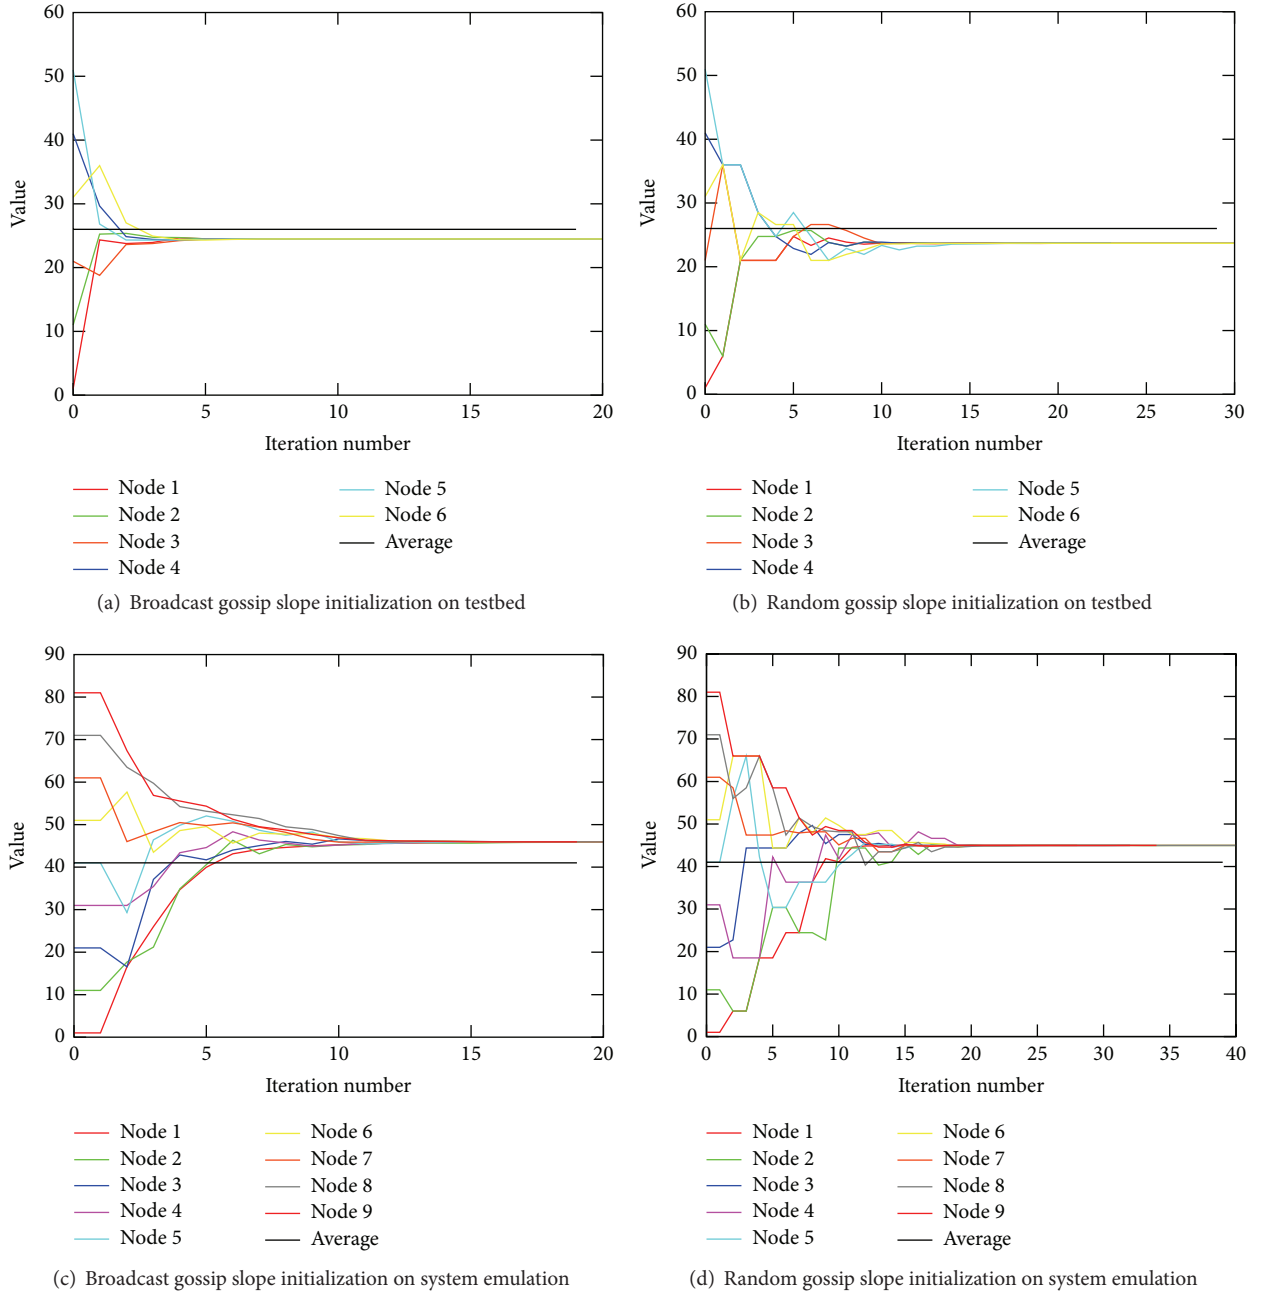 60
50
40
30
20
10
0
Value
0 5 10 15 20
Iteration number
Node 1
Node 2
Node 3
Node 4
Node 5
Node 6
Average
(a) Broadcast gossip slope initialization on testbed
60
50
40
30
20
10
0
Value
0 5 10 15 20 25 30
Iteration number
Node 1
Node 2
Node 3
Node 4
Node 5
Node 6
Average
(b) Random gossip slope initialization on testbed
90
80
70
60
50
40
30
20
10
0
Value
0 5 10 15 20
Iteration number
Node 1
Node 2
Node 3
Node 4
Node 5
Node 6
Node 7
Node 8
Node 9
Average
(c) Broadcast gossip slope initialization on system emulation
90
80
70
60
50
40
30
20
10
0
Value
0 5 10 15 20 25 30 35 40
Iteration number
Node 1
Node 2
Node 3
Node 4
Node 5
Node 6
Node 7
Node 8
Node 9
Average
(d) Random gossip slope initialization on system emulation